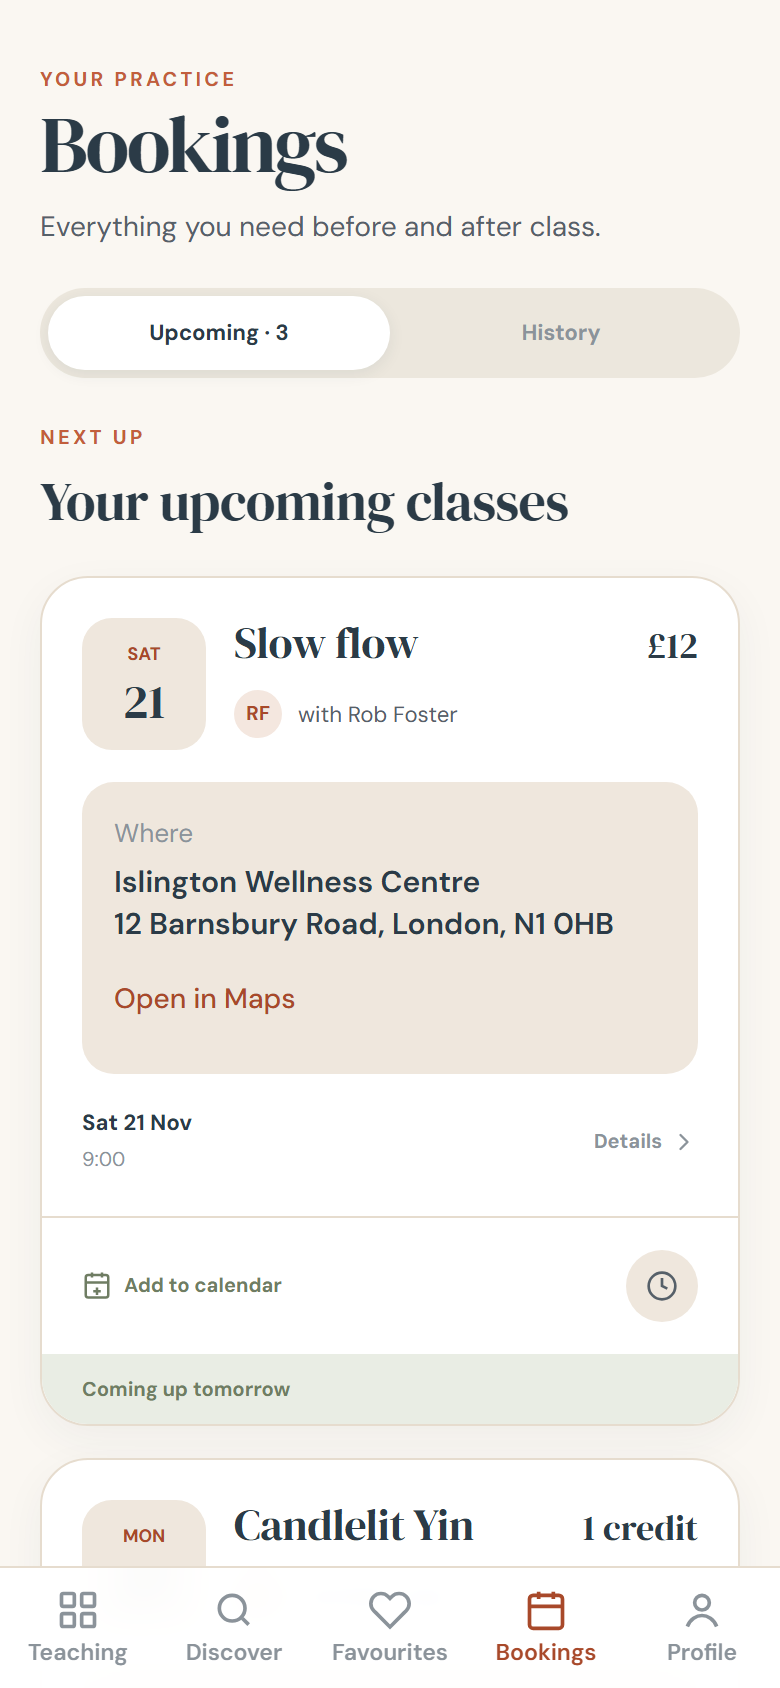 YOUR PRACTICE
Bookings
Everything you need before and after class.
Upcoming · 3
History
NEXT UP
Your upcoming classes
SAT
21
Slow flow
£12
RF
with Rob Foster
Where
Islington Wellness Centre
12 Barnsbury Road, London, N1 0HB
Open in Maps
Sat 21 Nov
9:00
Details
Add to calendar
Coming up tomorrow
MON
Candlelit Yin
1 credit
Teaching
Discover
Favourites
Bookings
Profile